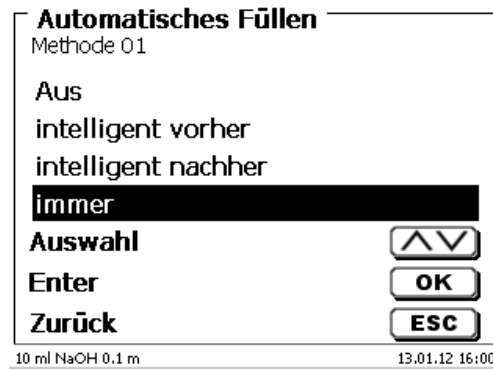 Automatisches Füllen
Methode 01
Aus
intelligent vorher
intelligent nachher
immer
Auswahl
Enter OK
Zurück ESC
10 ml NaOH 0.1 m 13.01.12 16:00